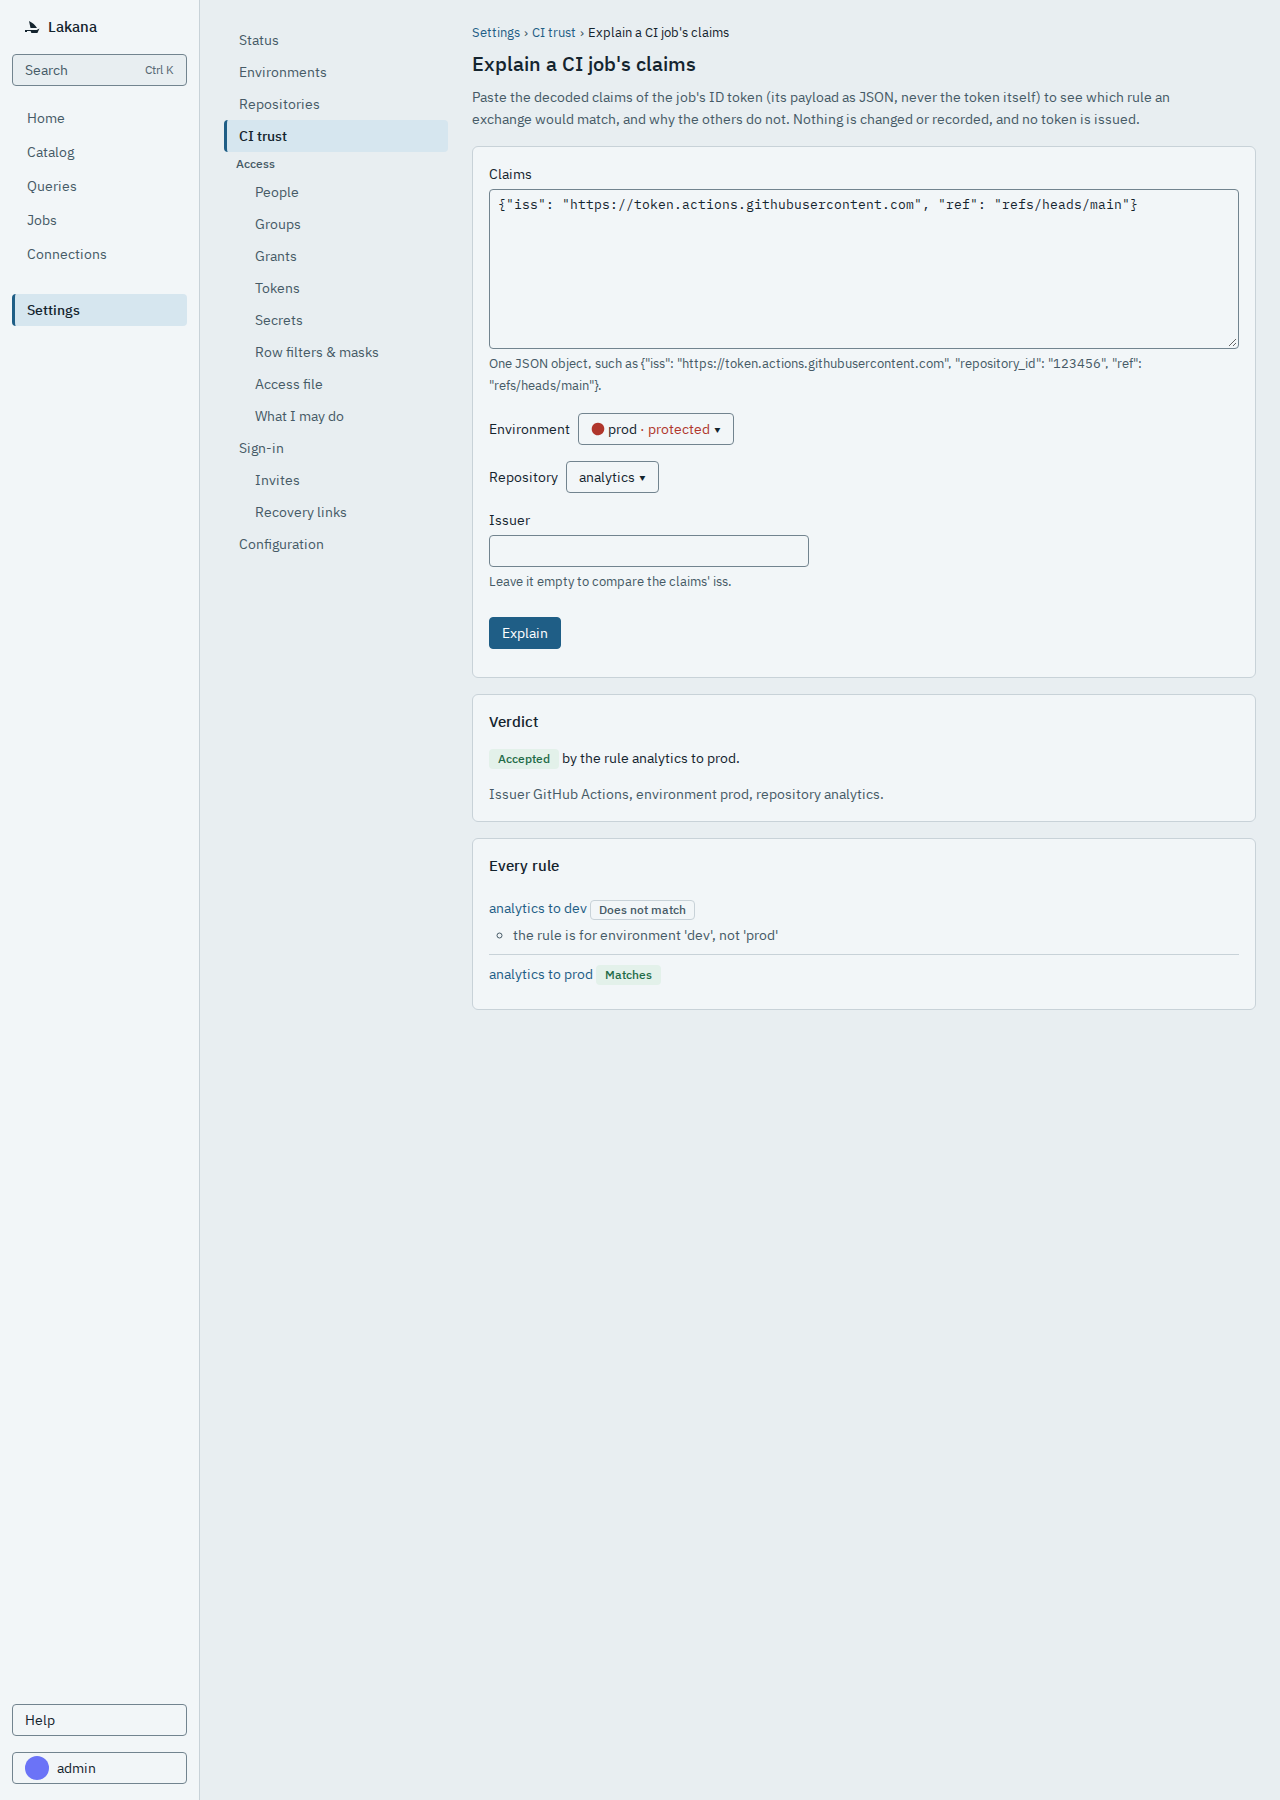 Lakana
Search Ctrl K
Home
Catalog
Queries
Jobs
Connections
Settings
Help
admin
Status
Environments
Repositories
CI trust
Access
People
Groups
Grants
Tokens
Secrets
Row filters & masks
Access file
What I may do
Sign-in
Invites
Recovery links
Configuration
Settings › CI trust › Explain a CI job's claims
Explain a CI job's claims
Paste the decoded claims of the job's ID token (its payload as JSON, never the token itself) to see which rule an
exchange would match, and why the others do not. Nothing is changed or recorded, and no token is issued.
Claims
{"iss": "https://token.actions.githubusercontent.com", "ref": "refs/heads/main"}
One JSON object, such as {"iss": "https://token.actions.githubusercontent.com", "repository_id": "123456", "ref":
"refs/heads/main"}.
Environment prod · protected ▾
Repository analytics ▾
Issuer
Leave it empty to compare the claims' iss.
Explain
Verdict
Accepted by the rule analytics to prod.
Issuer GitHub Actions, environment prod, repository analytics.
Every rule
analytics to dev Does not match
the rule is for environment 'dev', not 'prod'
analytics to prod Matches